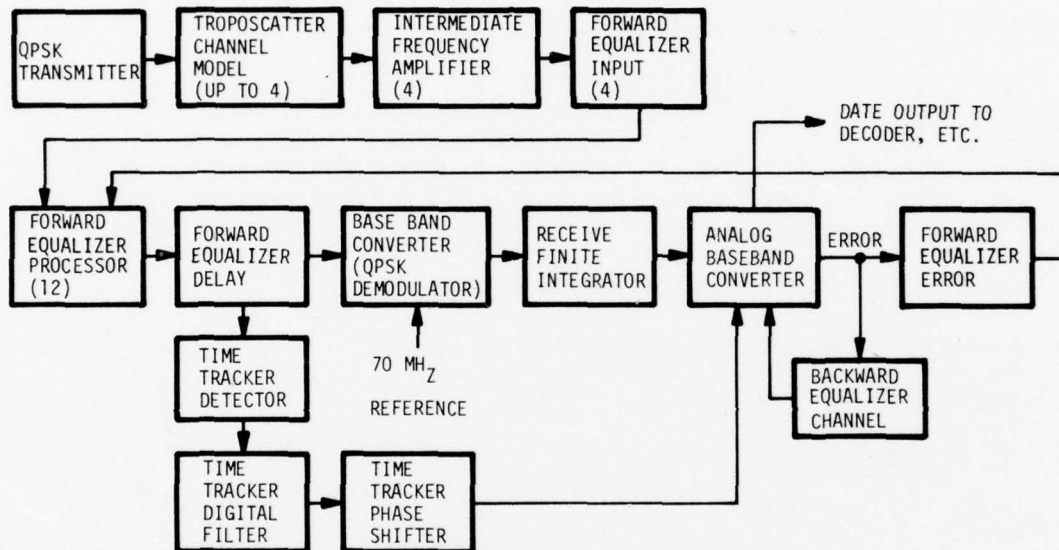 QPSK
TRANSMITTER
TROPOSCATTER
CHANNEL
MODEL
(UP TO 4)
INTERMEDIATE
FREQUENCY
AMPLIFIER
(4)
FORWARD
EQUALIZER
INPUT
(4)
DATE OUTPUT TO
DECODER, ETC.
FORWARD
EQUALIZER
PROCESSOR
(12)
FORWARD
EQUALIZER
DELAY
BASE BAND
CONVERTER
(QPSK
DEMODULATOR)
RECEIVE
FINITE
INTEGRATOR
ANALOG
BASEBAND
CONVERTER
ERROR
FORWARD
EQUALIZER
ERROR
TIME
TRACKER
DETECTOR
70 MHZ
REFERENCE
BACKWARD
EQUALIZER
CHANNEL
TIME
TRACKER
DIGITAL
FILTER
TIME
TRACKER
PHASE
SHIFTER